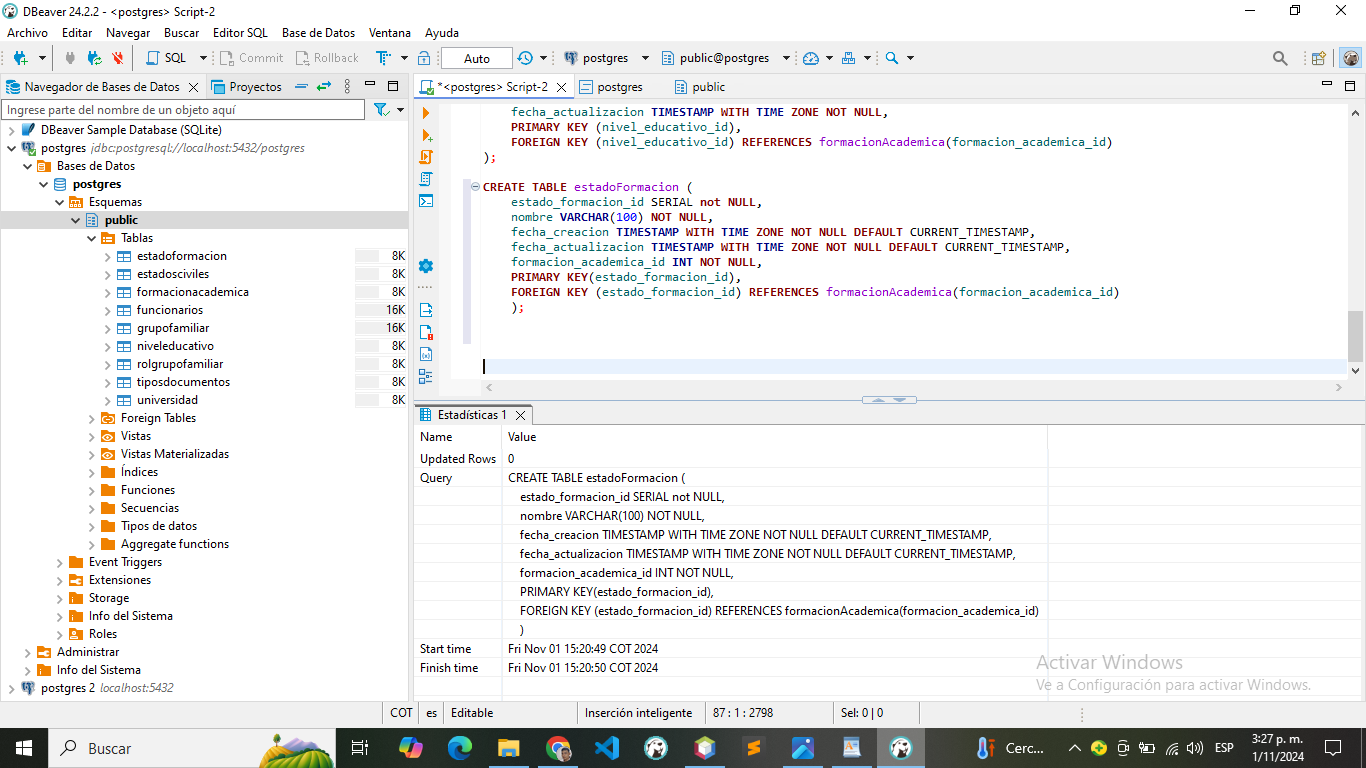 DBeaver 24.2.2 - <postgres> Script-2
Archivo Editar Navegar Buscar Editor SQL Base de Datos Ventana Ayuda
SQL Commit Rollback Auto postgres public@postgres
Navegador de Bases de Datos Proyectos
Ingrese parte del nombre de un objeto aquí
DBeaver Sample Database (SQLite)
postgres jdbc:postgresql://localhost:5432/postgres
Bases de Datos
postgres
Esquemas
public
Tablas
estadoformacion 8K
estadosciviles 8K
formacionacademica 8K
funcionarios 16K
grupofamiliar 16K
niveleducativo 8K
rolgrupofamiliar 8K
tiposdocumentos 8K
universidad 8K
Foreign Tables
Vistas
Vistas Materializadas
Índices
Funciones
Secuencias
Tipos de datos
Aggregate functions
Event Triggers
Extensiones
Storage
Info del Sistema
Roles
Administrar
Info del Sistema
postgres 2 localhost:5432
*<postgres> Script-2 postgres public
fecha_actualizacion TIMESTAMP WITH TIME ZONE NOT NULL,
PRIMARY KEY (nivel_educativo_id),
FOREIGN KEY (nivel_educativo_id) REFERENCES formacionAcademica(formacion_academica_id)
);
CREATE TABLE estadoFormacion (
estado_formacion_id SERIAL not NULL,
nombre VARCHAR(100) NOT NULL,
fecha_creacion TIMESTAMP WITH TIME ZONE NOT NULL DEFAULT CURRENT_TIMESTAMP,
fecha_actualizacion TIMESTAMP WITH TIME ZONE NOT NULL DEFAULT CURRENT_TIMESTAMP,
formacion_academica_id INT NOT NULL,
PRIMARY KEY(estado_formacion_id),
FOREIGN KEY (estado_formacion_id) REFERENCES formacionAcademica(formacion_academica_id)
);
Estadísticas 1
Name Value
Updated Rows 0
Query CREATE TABLE estadoFormacion (
estado_formacion_id SERIAL not NULL,
nombre VARCHAR(100) NOT NULL,
fecha_creacion TIMESTAMP WITH TIME ZONE NOT NULL DEFAULT CURRENT_TIMESTAMP,
fecha_actualizacion TIMESTAMP WITH TIME ZONE NOT NULL DEFAULT CURRENT_TIMESTAMP,
formacion_academica_id INT NOT NULL,
PRIMARY KEY(estado_formacion_id),
FOREIGN KEY (estado_formacion_id) REFERENCES formacionAcademica(formacion_academica_id)
)
Start time Fri Nov 01 15:20:49 COT 2024
Finish time Fri Nov 01 15:20:50 COT 2024
Activar Windows
Ve a Configuración para activar Windows.
COT es Editable Inserción inteligente 87 : 1 : 2798 Sel: 0 | 0
Buscar Cerc... ESP 3:27 p. m.
1/11/2024